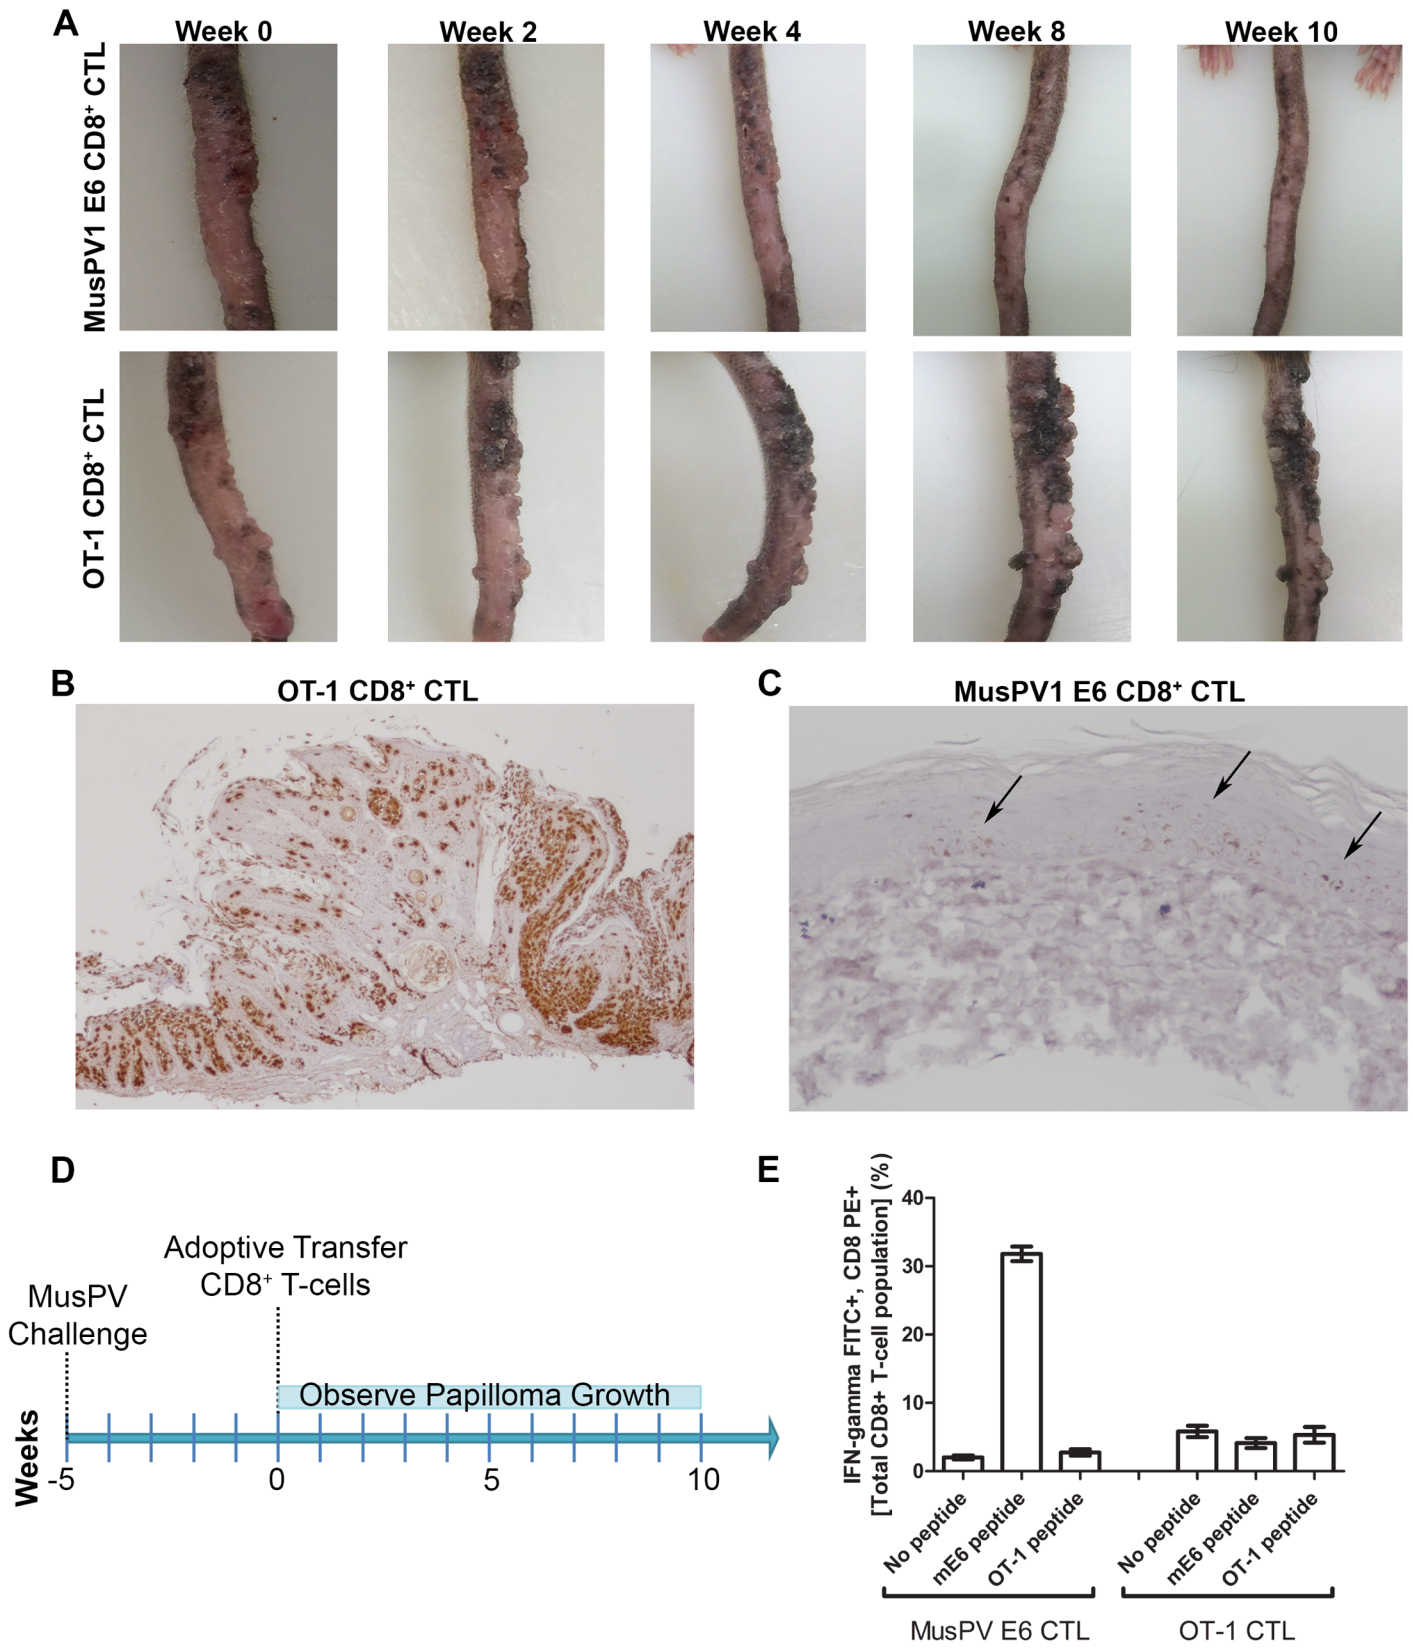 A
Week 0
Week 2
Week 4
Week 8
Week 10
MusPV1 E6 CD8⁺ CTL
OT-1 CD8⁺ CTL
B
OT-1 CD8⁺ CTL
C
MusPV1 E6 CD8⁺ CTL
D
Adoptive Transfer
CD8⁺ T-cells
MusPV
Challenge
Observe Papilloma Growth
Weeks
-5
0
5
10
E
IFN-gamma FITC+, CD8 PE+
[Total CD8+ T-cell population] (%)
40
30
20
10
0
No peptide
mE6 peptide
OT-1 peptide
No peptide
mE6 peptide
OT-1 peptide
MusPV E6 CTL
OT-1 CTL